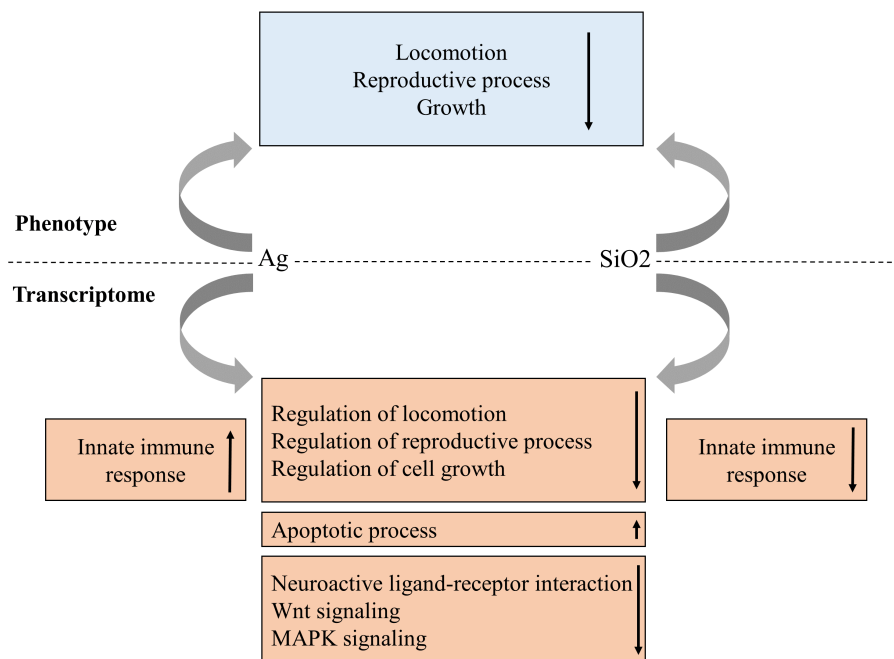 Locomotion
Reproductive process
Growth
Phenotype
Ag
SiO2
Transcriptome
Regulation of locomotion
Regulation of reproductive process
Regulation of cell growth
Innate immune
response
Innate immune
response
Apoptotic process
Neuroactive ligand-receptor interaction
Wnt signaling
MAPK signaling